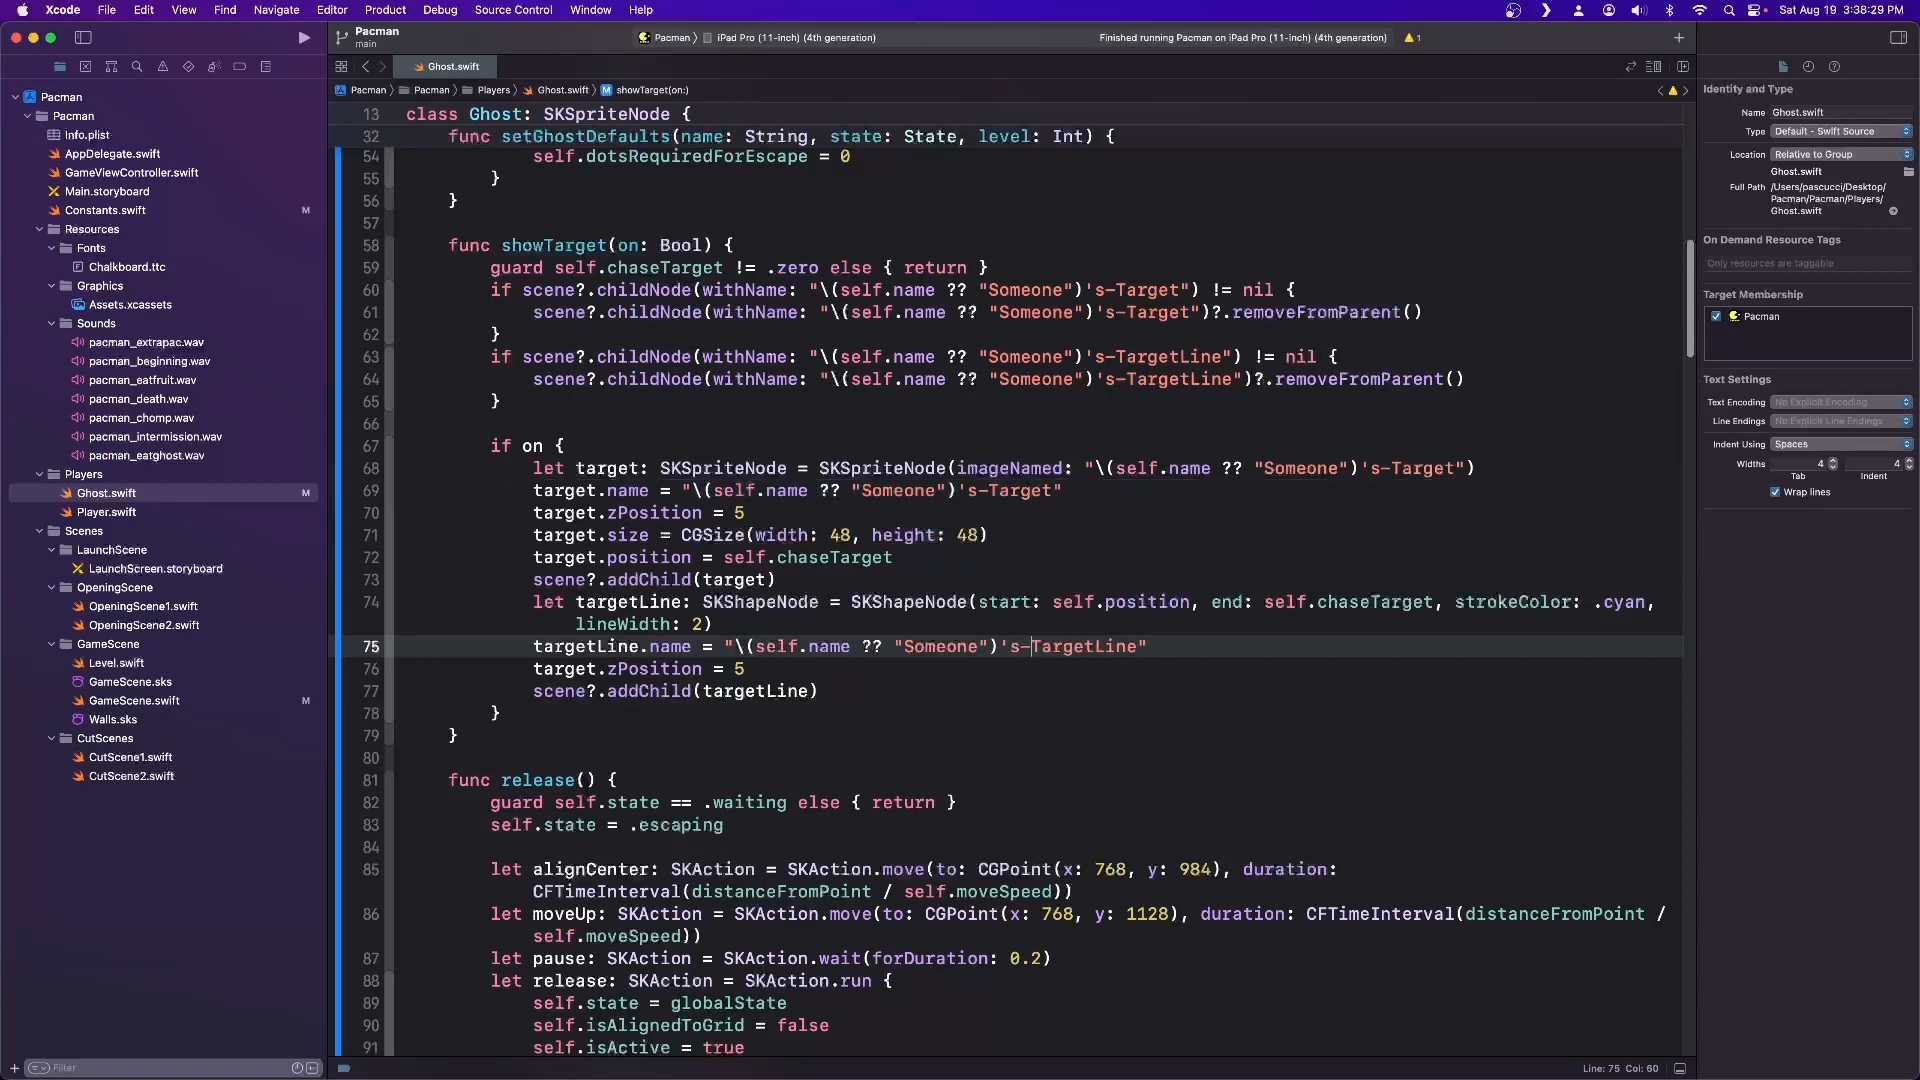 Xcode File Edit View Find Navigate Editor Product Debug Source Control Window Help Sat Aug 19 3:38:29 PM
Pacman
main
Pacman iPad Pro (11-inch) (4th generation) Finished running Pacman on iPad Pro (11-inch) (4th generation) 1
Ghost.swift
Pacman Pacman Players Ghost.swift M showTarget(on:)
Pacman
Pacman
Info.plist
AppDelegate.swift
GameViewController.swift
Main.storyboard
Constants.swift M
Resources
Fonts
Chalkboard.ttc
Graphics
Assets.xcassets
Sounds
pacman_extrapac.wav
pacman_beginning.wav
pacman_eatfruit.wav
pacman_death.wav
pacman_chomp.wav
pacman_intermission.wav
pacman_eatghost.wav
Players
Ghost.swift M
Player.swift
Scenes
LaunchScene
LaunchScreen.storyboard
OpeningScene
OpeningScene1.swift
OpeningScene2.swift
GameScene
Level.swift
GameScene.sks
GameScene.swift M
Walls.sks
CutScenes
CutScene1.swift
CutScene2.swift
Filter
13 class Ghost: SKSpriteNode {
32 func setGhostDefaults(name: String, state: State, level: Int) {
54 self.dotsRequiredForEscape = 0
55 }
56 }
57
58 func showTarget(on: Bool) {
59 guard self.chaseTarget != .zero else { return }
60 if scene?.childNode(withName: "\(self.name ?? "Someone")'s-Target") != nil {
61 scene?.childNode(withName: "\(self.name ?? "Someone")'s-Target")?.removeFromParent()
62 }
63 if scene?.childNode(withName: "\(self.name ?? "Someone")'s-TargetLine") != nil {
64 scene?.childNode(withName: "\(self.name ?? "Someone")'s-TargetLine")?.removeFromParent()
65 }
66
67 if on {
68 let target: SKSpriteNode = SKSpriteNode(imageNamed: "\(self.name ?? "Someone")'s-Target")
69 target.name = "\(self.name ?? "Someone")'s-Target"
70 target.zPosition = 5
71 target.size = CGSize(width: 48, height: 48)
72 target.position = self.chaseTarget
73 scene?.addChild(target)
74 let targetLine: SKShapeNode = SKShapeNode(start: self.position, end: self.chaseTarget, strokeColor: .cyan,
lineWidth: 2)
75 targetLine.name = "\(self.name ?? "Someone")'s-TargetLine"
76 target.zPosition = 5
77 scene?.addChild(targetLine)
78 }
79 }
80
81 func release() {
82 guard self.state == .waiting else { return }
83 self.state = .escaping
84
85 let alignCenter: SKAction = SKAction.move(to: CGPoint(x: 768, y: 984), duration:
CFTimeInterval(distanceFromPoint / self.moveSpeed))
86 let moveUp: SKAction = SKAction.move(to: CGPoint(x: 768, y: 1128), duration: CFTimeInterval(distanceFromPoint /
self.moveSpeed))
87 let pause: SKAction = SKAction.wait(forDuration: 0.2)
88 let release: SKAction = SKAction.run {
89 self.state = globalState
90 self.isAlignedToGrid = false
91 self.isActive = true
Line: 75 Col: 60
Identity and Type
Name Ghost.swift
Type Default - Swift Source
Location Relative to Group
Ghost.swift
Full Path /Users/pascucci/Desktop/
Pacman/Pacman/Players/
Ghost.swift
On Demand Resource Tags
Only resources are taggable
Target Membership
Pacman
Text Settings
Text Encoding No Explicit Encoding
Line Endings No Explicit Line Endings
Indent Using Spaces
Widths 4 4
Tab Indent
Wrap lines